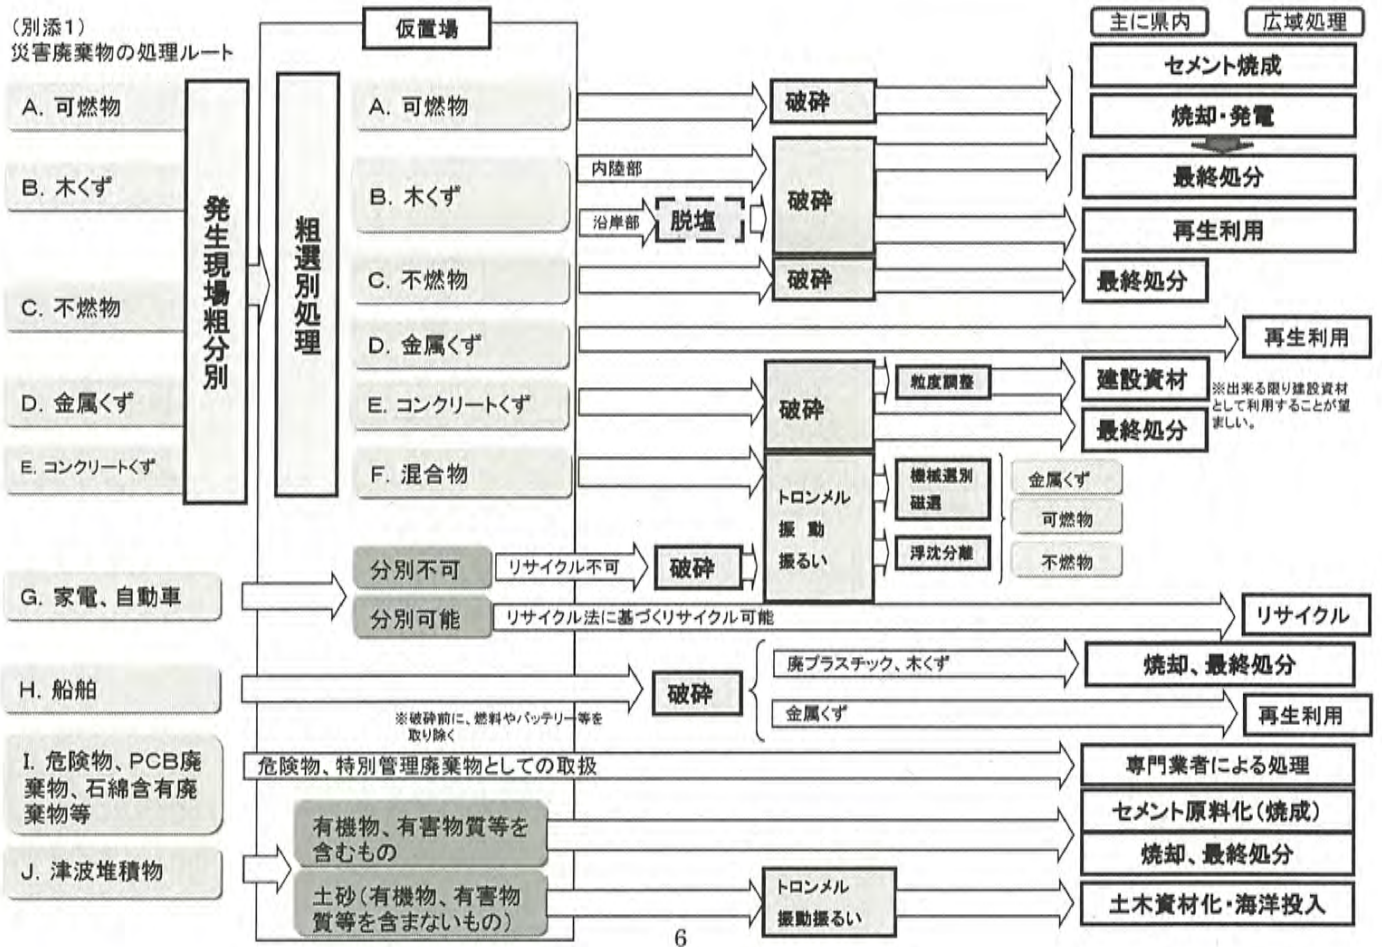 (別添1)
災害廃棄物の処理ルート
仮置場
主に県内
広域処理
A. 可燃物
B. 木くず
C. 不燃物
D. 金属くず
E. コンクリートくず
発生現場粗分別
粗選別処理
A. 可燃物
B. 木くず
C. 不燃物
D. 金属くず
E. コンクリートくず
F. 混合物
破砕
内陸部
沿岸部
脱塩
破砕
破砕
セメント焼成
焼却・発電
最終処分
再生利用
最終処分
再生利用
破砕
粒度調整
建設資材
※出来る限り建設資材
として利用することが望
ましい。
最終処分
トロンメル
振 動
振るい
機械選別
磁選
浮沈分離
金属くず
可燃物
不燃物
G. 家電、自動車
分別不可
リサイクル不可
破砕
分別可能
リサイクル法に基づくリサイクル可能
リサイクル
H. 船舶
※破砕前に、燃料やバッテリー等を
取り除く
破砕
廃プラスチック、木くず
焼却、最終処分
金属くず
再生利用
I. 危険物、PCB廃
棄物、石綿含有廃
棄物等
危険物、特別管理廃棄物としての取扱
専門業者による処理
J. 津波堆積物
有機物、有害物質等を
含むもの
セメント原料化(焼成)
焼却、最終処分
土砂(有機物、有害物
質等を含まないもの)
トロンメル
振動振るい
土木資材化・海洋投入
6